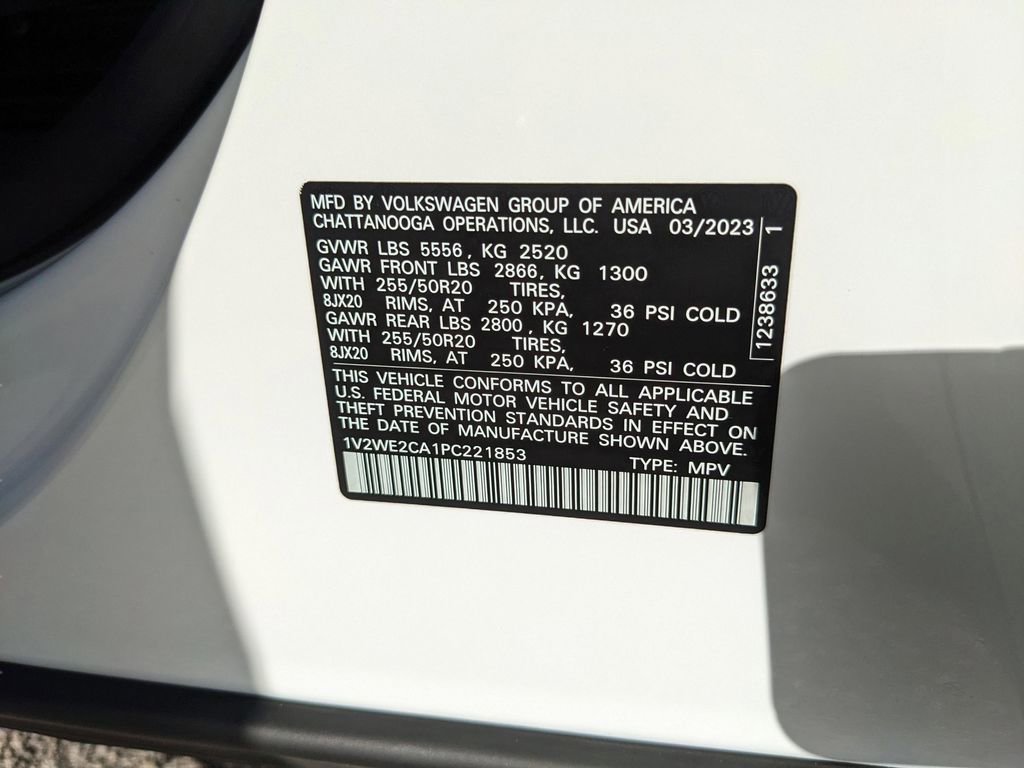 MFD BY VOLKSWAGEN GROUP OF AMERICA
CHATTANOOGA OPERATIONS, LLC. USA 03/2023
GVWR LBS 5556, KG 2520
GAWR FRONT LBS 2866, KG 1300
WITH 255/50R20 TIRES,
8JX20 RIMS, AT 250 KPA, 36 PSI COLD
GAWR REAR LBS 2800, KG 1270
WITH 255/50R20 TIRES,
8JX20 RIMS, AT 250 KPA, 36 PSI COLD
THIS VEHICLE CONFORMS TO ALL APPLICABLE
U.S. FEDERAL MOTOR VEHICLE SAFETY AND
THEFT PREVENTION STANDARDS IN EFFECT ON
THE DATE OF MANUFACTURE SHOWN ABOVE.
1V2WE2CA1PC221853 TYPE: MPV
1238633 1